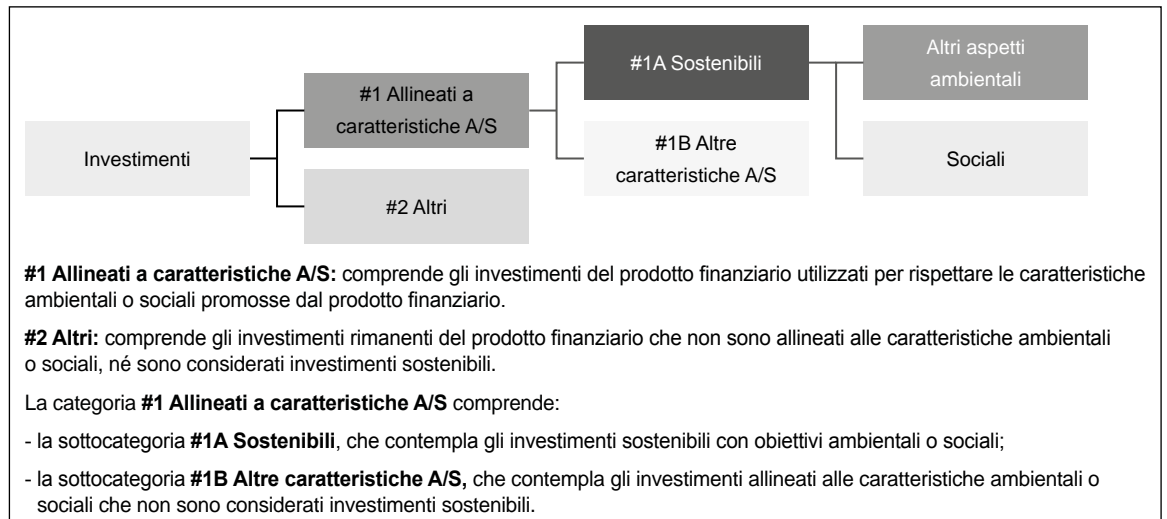 Investimenti
#1 Allineati a
caratteristiche A/S
#2 Altri
#1A Sostenibili
#1B Altre
caratteristiche A/S
Altri aspetti
ambientali
Sociali
#1 Allineati a caratteristiche A/S: comprende gli investimenti del prodotto finanziario utilizzati per rispettare le caratteristiche
ambientali o sociali promosse dal prodotto finanziario.
#2 Altri: comprende gli investimenti rimanenti del prodotto finanziario che non sono allineati alle caratteristiche ambientali
o sociali, né sono considerati investimenti sostenibili.
La categoria #1 Allineati a caratteristiche A/S comprende:
- la sottocategoria #1A Sostenibili, che contempla gli investimenti sostenibili con obiettivi ambientali o sociali;
- la sottocategoria #1B Altre caratteristiche A/S, che contempla gli investimenti allineati alle caratteristiche ambientali o
sociali che non sono considerati investimenti sostenibili.